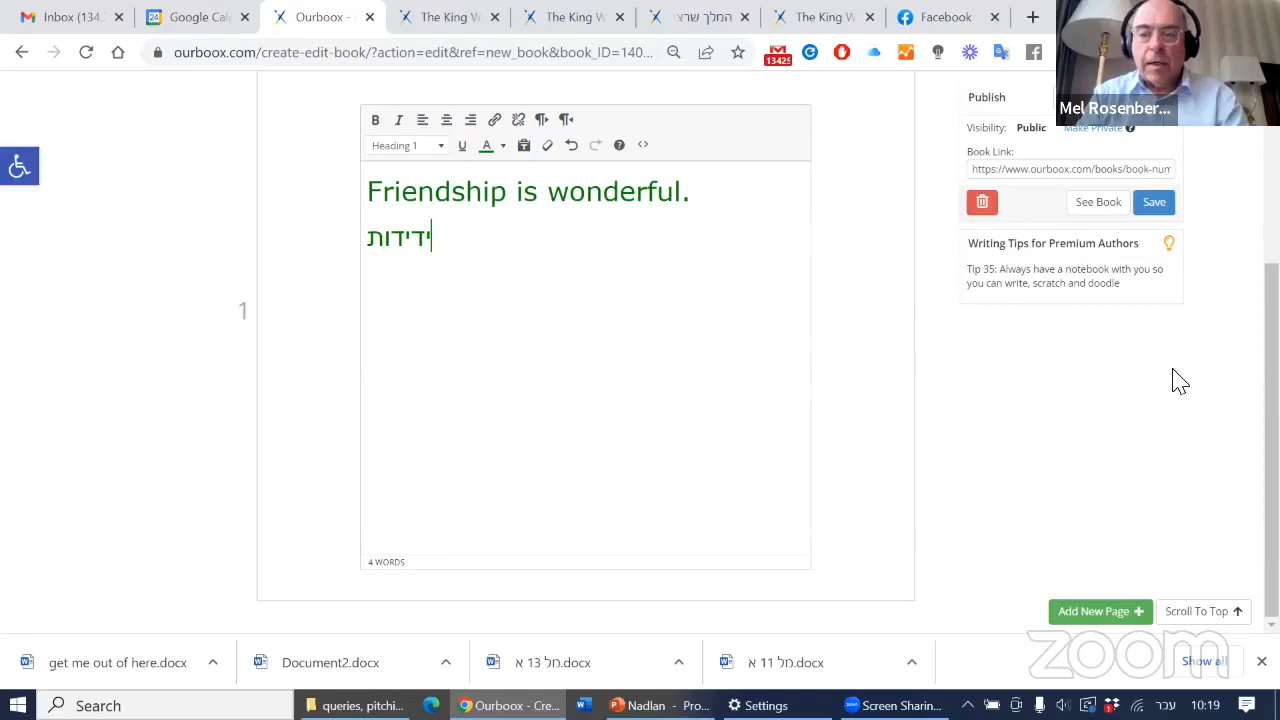 Inbox (13,
Google Cal
Ourboox - C
The King W
The King W
המלך שרצו
The King W
Facebook
ourboox.com/create-edit-book/?action=edit&ref=new_book&book_ID=140...
13425
Mel Rosenber...
Publish
Visibility: Public Make Private
Book Link:
https://www.ourboox.com/books/book-num
See Book
Save
B I
Heading 1
U A
Friendship is wonderful.
ידידות
1
Writing Tips for Premium Authors
Tip 35: Always have a notebook with you so
you can write, scratch and doodle
4 WORDS
Add New Page +
Scroll To Top
zoom
get me out of here.docx
Document2.docx
מל 13 א.docx
מל 11 א.docx
Show all
Search
queries, pitchi...
Ourboox - Cre...
Nadlan - Pro...
Settings
Screen Sharing...
ENG
10:19